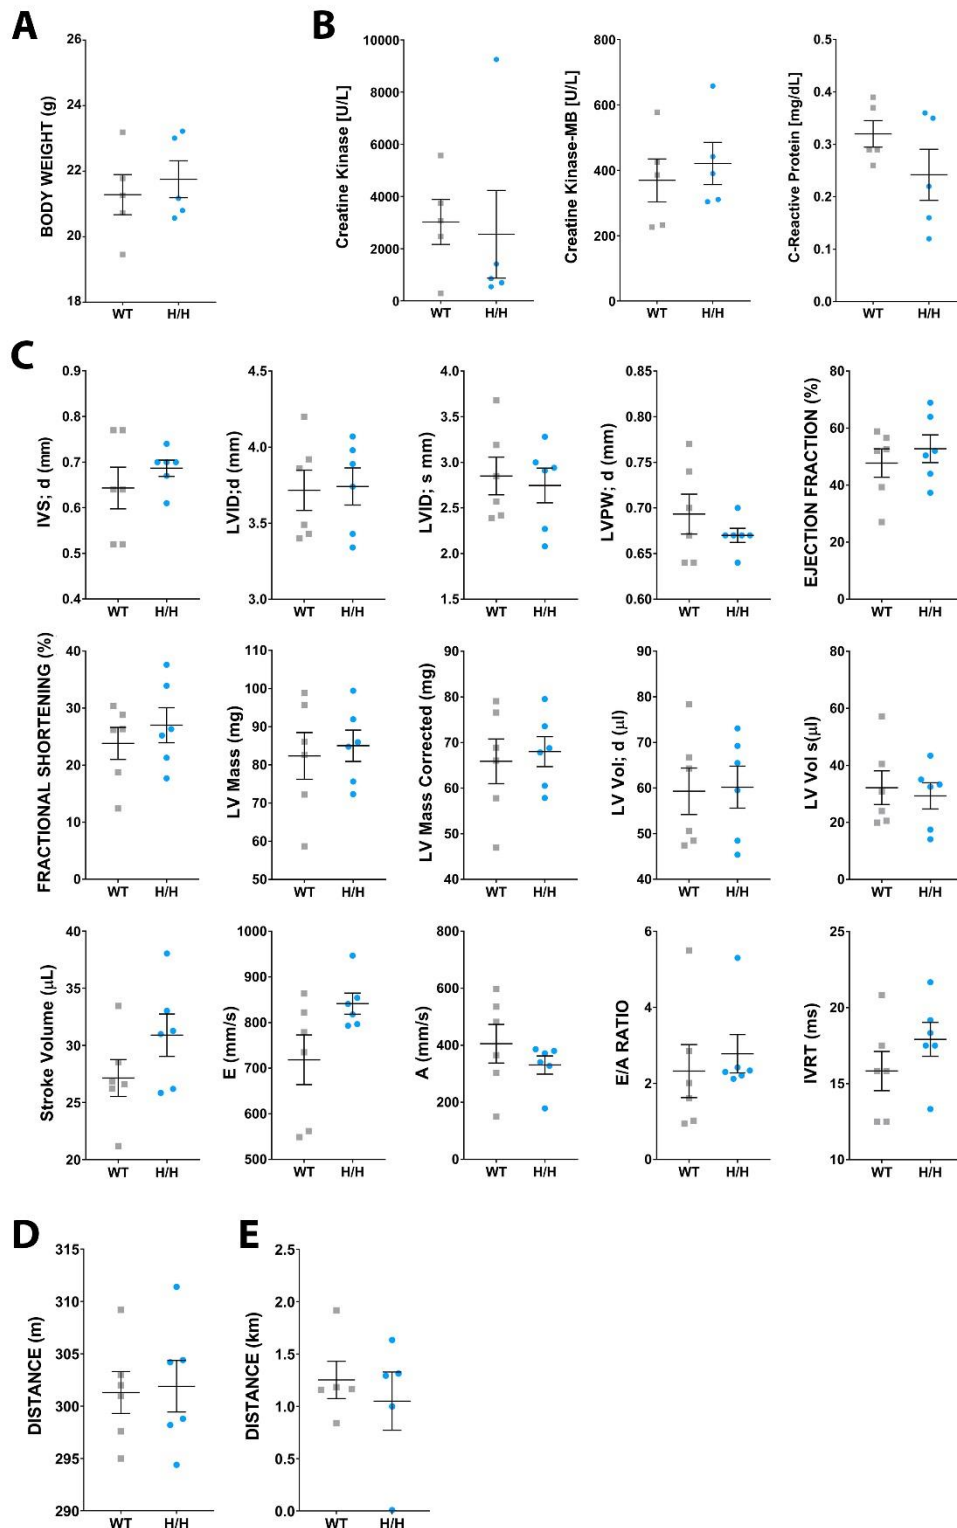 A
BODY WEIGHT (g)
26
24
22
20
18
WT H/H
B
Creatine Kinase [U/L]
10000
8000
6000
4000
2000
0
WT H/H
Creatine Kinase-MB [U/L]
800
600
400
200
0
WT H/H
C-Reactive Protein [mg/dL]
0.5
0.4
0.3
0.2
0.1
0.0
WT H/H
C
IVS; d (mm)
0.9
0.8
0.7
0.6
0.5
0.4
WT H/H
LVID;d (mm)
4.5
4.0
3.5
3.0
WT H/H
LVID; s mm)
4.0
3.5
3.0
2.5
2.0
1.5
WT H/H
LVPW; d (mm)
0.85
0.80
0.75
0.70
0.65
0.60
WT H/H
EJECTION FRACTION (%)
80
60
40
20
0
WT H/H
FRACTIONAL SHORTENING (%)
40
30
20
10
0
WT H/H
LV Mass (mg)
110
100
90
80
70
60
50
WT H/H
LV Mass Corrected (mg)
90
80
70
60
50
40
WT H/H
LV Vol; d (µl)
90
80
70
60
50
40
WT H/H
LV Vol s(µl)
80
60
40
20
0
WT H/H
Stroke Volume (µL)
40
35
30
25
20
WT H/H
E (mm/s)
1000
900
800
700
600
500
WT H/H
A (mm/s)
800
600
400
200
0
WT H/H
E/A RATIO
6
4
2
0
WT H/H
IVRT (ms)
25
20
15
10
WT H/H
D
DISTANCE (m)
315
310
305
300
295
290
WT H/H
E
DISTANCE (km)
2.5
2.0
1.5
1.0
0.5
0.0
WT H/H